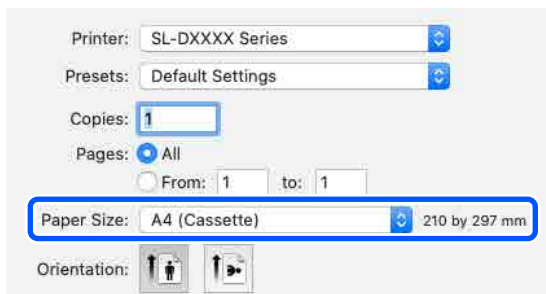 Printer: SL-DXXXX Series
Presets: Default Settings
Copies: 1
Pages: All
From: 1 to: 1
Paper Size: A4 (Cassette) 210 by 297 mm
Orientation: